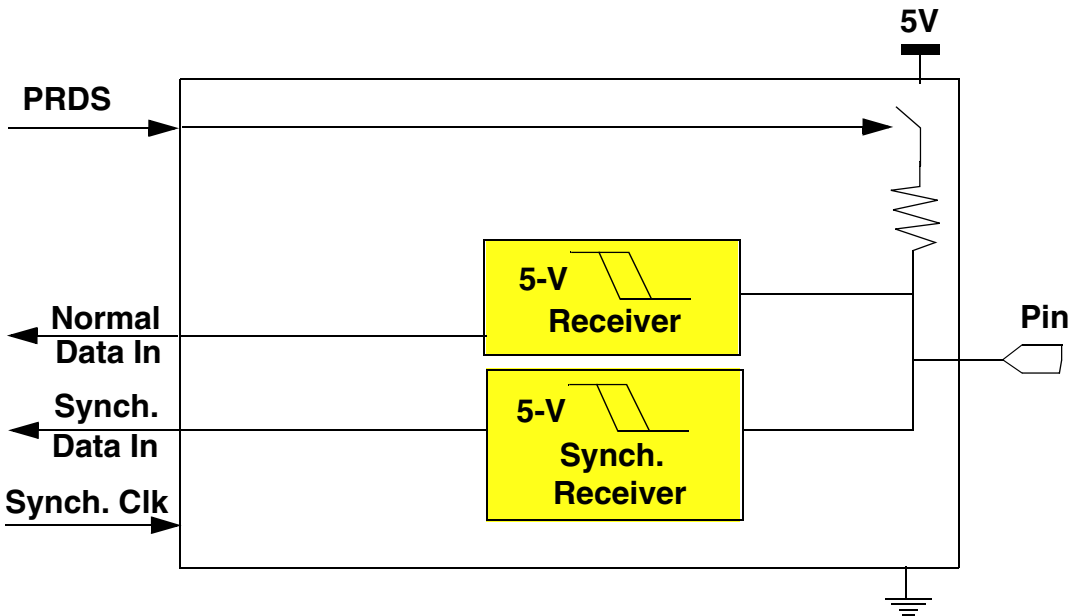 5V
PRDS
5-V
Receiver
Normal
Data In
Pin
Synch.
Data In
5-V
Synch.
Receiver
Synch. Clk